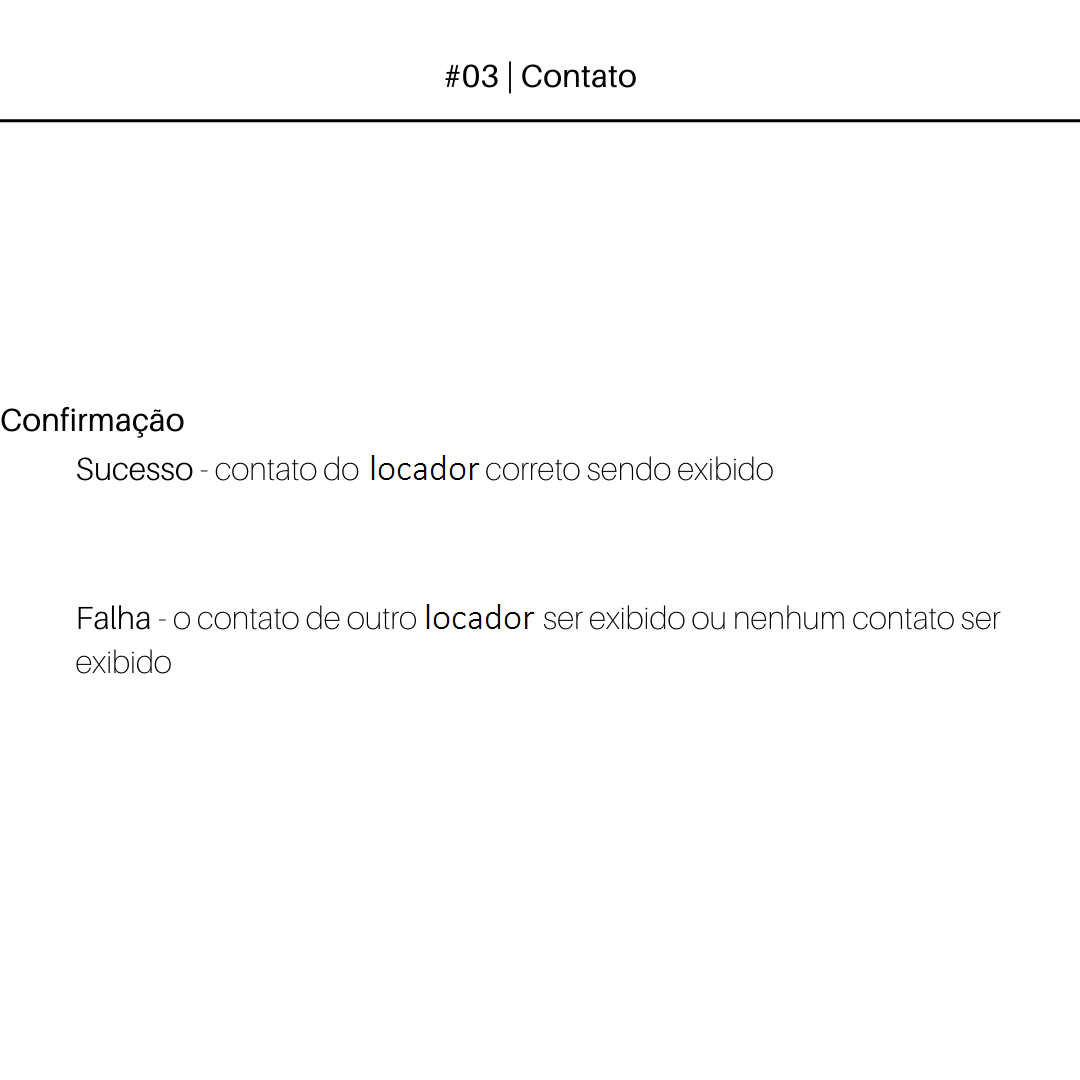 #03 | Contato
Confirmação
Sucesso - contato do locador correto sendo exibido
Falha - o contato de outro locador ser exibido ou nenhum contato ser
exibido